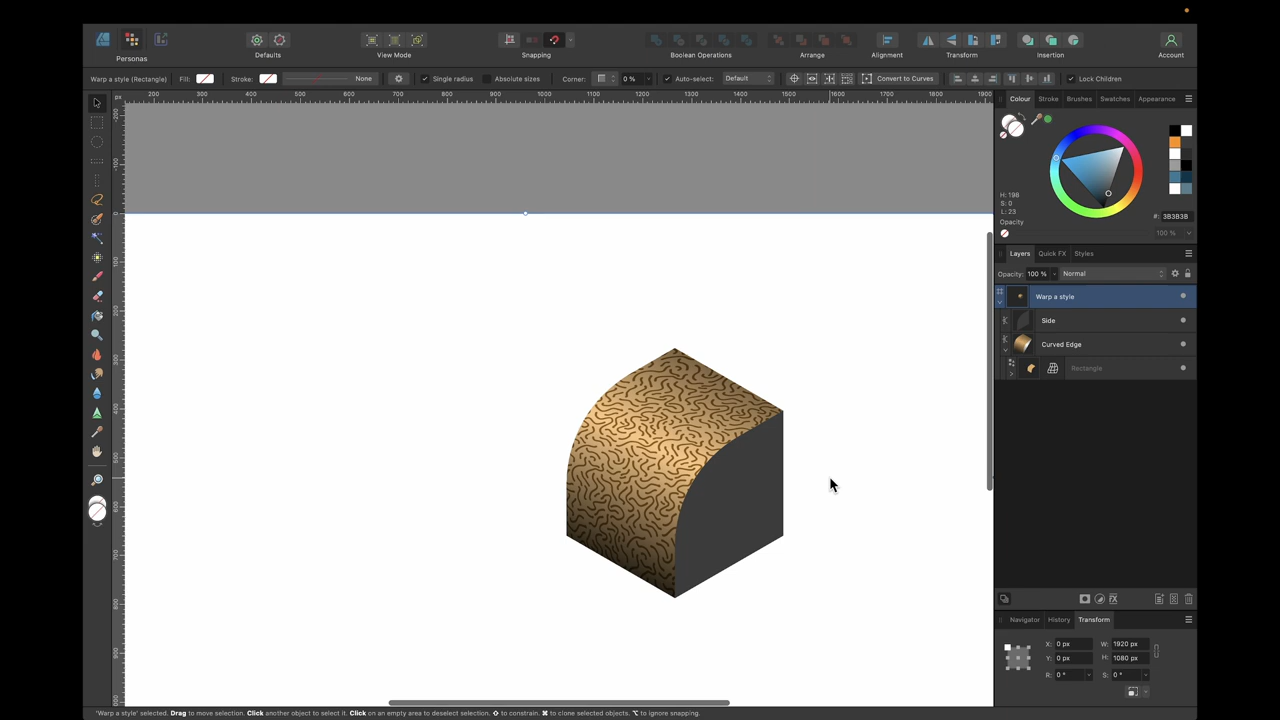 Personas
Defaults
View Mode
Snapping
Boolean Operations
Arrange
Alignment
Transform
Insertion
Account
Warp a style (Rectangle)
Fill:
Stroke:
None
Single radius
Absolute sizes
Corner:
0 %
Auto-select:
Default
Convert to Curves
Lock Children
px
200
300
400
500
600
700
800
900
1000
1100
1200
1300
1400
1500
1600
1700
1800
1900
Colour
Stroke
Brushes
Swatches
Appearance
H: 198
S: 0
L: 23
#:
3B3B3B
Opacity
100 %
Layers
Quick FX
Styles
Opacity:
100 %
Normal
Warp a style
Side
Curved Edge
Rectangle
Navigator
History
Transform
X: 0 px
W: 1920 px
Y: 0 px
H: 1080 px
R: 0 °
S: 0 °
'Warp a style' selected. Drag to move selection. Click another object to select it. Click on an empty area to deselect selection. ⇧ to constrain. ⌘ to clone selected objects. ⌥ to ignore snapping.